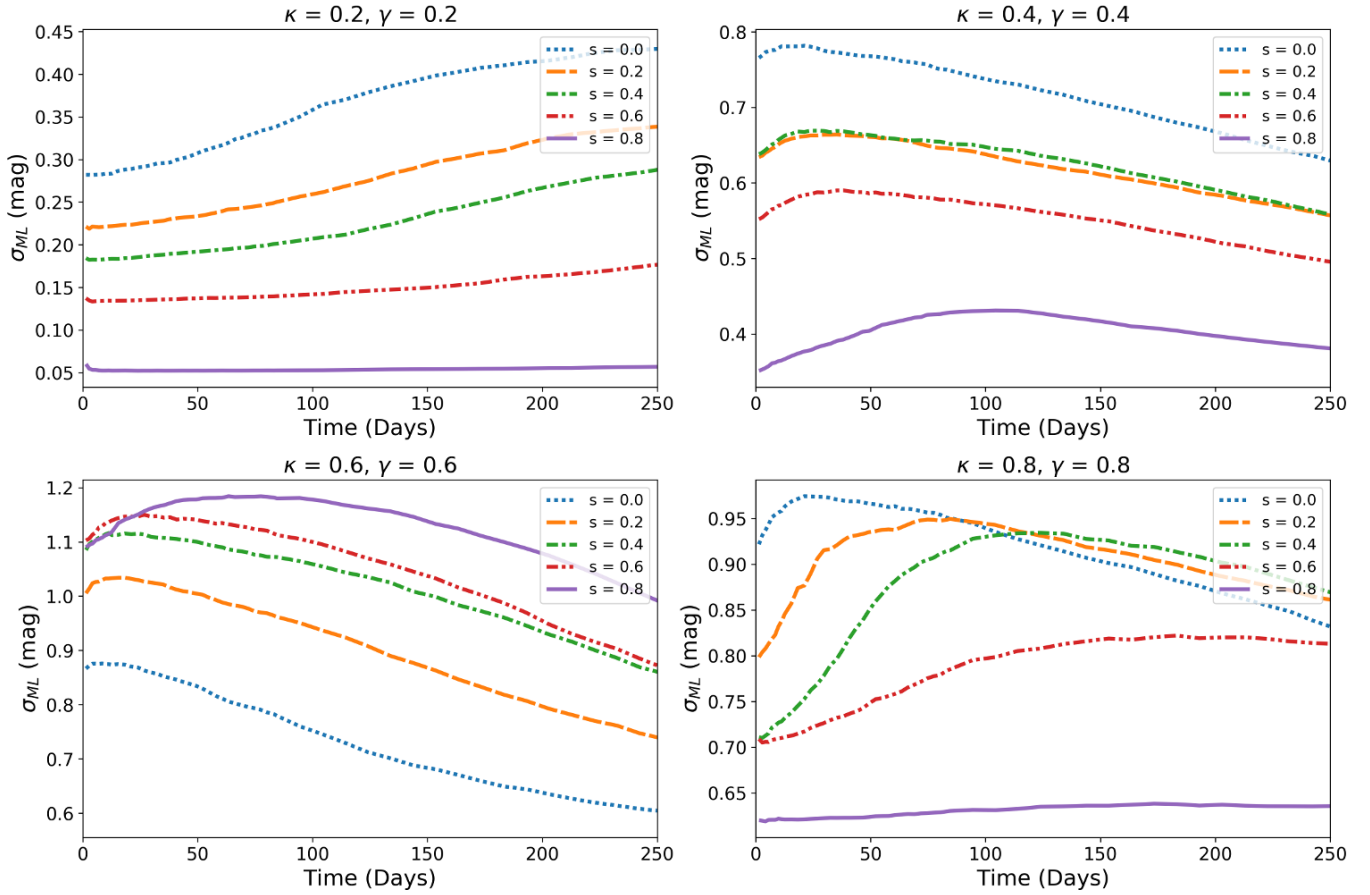 κ = 0.2, γ = 0.2
σ_ML (mag)
0.45
0.40
0.35
0.30
0.25
0.20
0.15
0.10
0.05
s = 0.0
s = 0.2
s = 0.4
s = 0.6
s = 0.8
0 50 100 150 200 250
Time (Days)
κ = 0.4, γ = 0.4
σ_ML (mag)
0.8
0.7
0.6
0.5
0.4
s = 0.0
s = 0.2
s = 0.4
s = 0.6
s = 0.8
0 50 100 150 200 250
Time (Days)
κ = 0.6, γ = 0.6
σ_ML (mag)
1.2
1.1
1.0
0.9
0.8
0.7
0.6
s = 0.0
s = 0.2
s = 0.4
s = 0.6
s = 0.8
0 50 100 150 200 250
Time (Days)
κ = 0.8, γ = 0.8
σ_ML (mag)
0.95
0.90
0.85
0.80
0.75
0.70
0.65
s = 0.0
s = 0.2
s = 0.4
s = 0.6
s = 0.8
0 50 100 150 200 250
Time (Days)